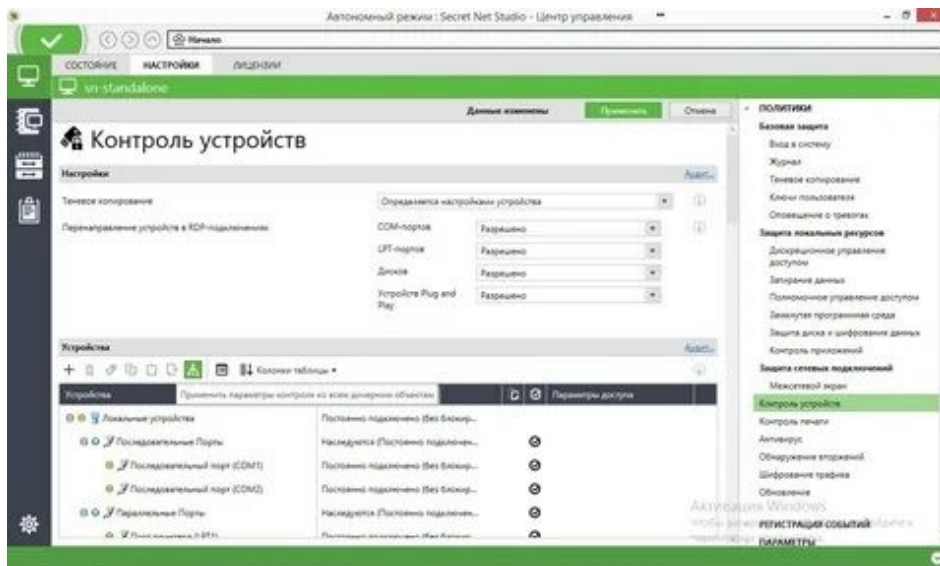 Автономный режим : Secret Net Studio - Центр управления
Начало
СОСТОЯНИЕ НАСТРОЙКИ ЛИЦЕНЗИИ
sn-standalone
Данные изменены Применить Отмена
Контроль устройств
Настройки Аудит...
Теневое копирование Определяется настройками устройства
Перенаправление устройств в RDP-подключениях COM-портов Разрешено
LPT-портов Разрешено
Дисков Разрешено
Устройств Plug and Play Разрешено
Устройства Аудит...
Колонки таблицы
Устройства Применить параметры контроля ко всем дочерним объектам Параметры доступа
Локальные устройства Постоянно подключено (без блокир...
Последовательные Порты Наследуется (Постоянно подключен...
Последовательный порт (COM1) Постоянно подключено (без блокир...
Последовательный порт (COM2) Постоянно подключено (без блокир...
Параллельные Порты Наследуется (Постоянно подключен...
ПОЛИТИКИ
Базовая защита
Вход в систему
Журнал
Теневое копирование
Ключи пользователя
Оповещение о тревогах
Защита локальных ресурсов
Дискреционное управление доступом
Затирание данных
Полномочное управление доступом
Замкнутая программная среда
Защита диска и шифрование данных
Контроль приложений
Защита сетевых подключений
Межсетевой экран
Контроль устройств
Контроль печати
Антивирус
Обнаружение вторжений
Шифрование трафика
Обновление
Активация Windows
РЕГИСТРАЦИЯ СОБЫТИЙ
ПАРАМЕТРЫ